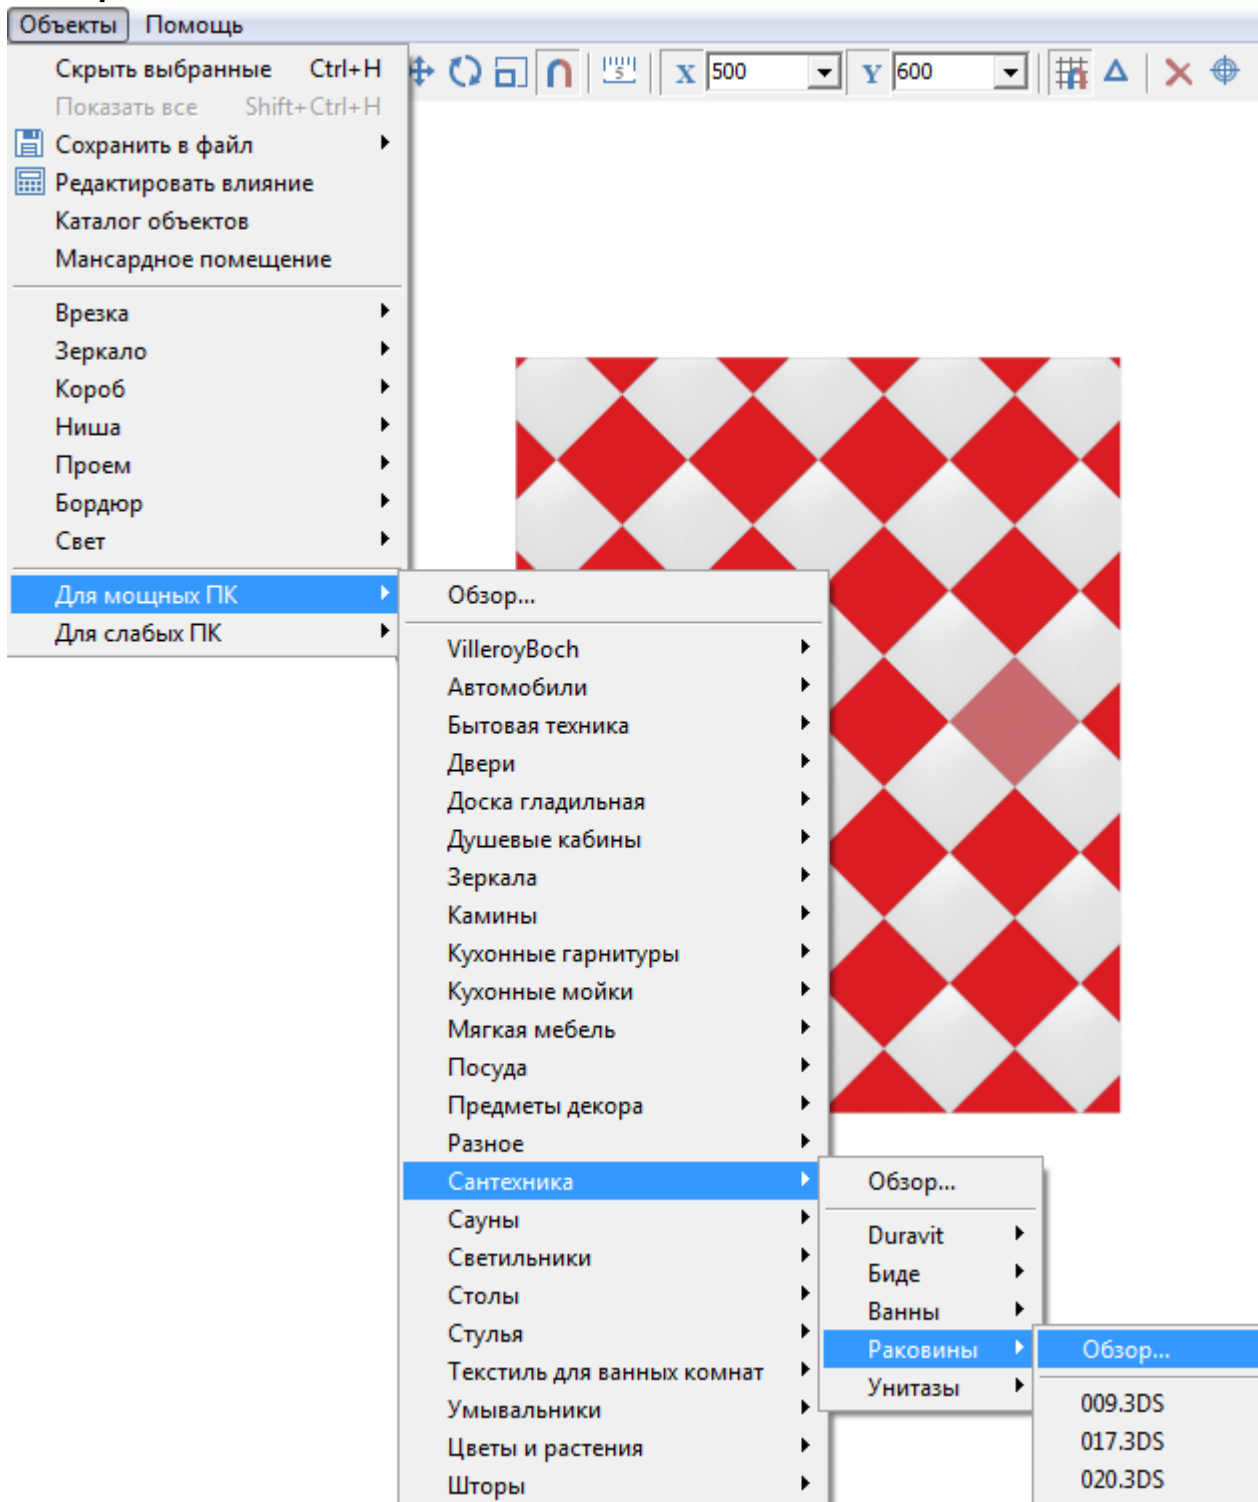 Объекты Помощь
Скрыть выбранные Ctrl+H
Показать все Shift+Ctrl+H
Сохранить в файл
Редактировать влияние
Каталог объектов
Мансардное помещение
5 X 500 Y 600
Врезка
Зеркало
Короб
Ниша
Проем
Бордюр
Свет
Для мощных ПК
Для слабых ПК
Обзор...
VilleroyBoch
Автомобили
Бытовая техника
Двери
Доска гладильная
Душевые кабины
Зеркала
Камины
Кухонные гарнитуры
Кухонные мойки
Мягкая мебель
Посуда
Предметы декора
Разное
Сантехника
Сауны
Светильники
Столы
Стулья
Текстиль для ванных комнат
Умывальники
Цветы и растения
Шторы
Обзор...
Duravit
Биде
Ванны
Раковины
Унитазы
Обзор...
009.3DS
017.3DS
020.3DS